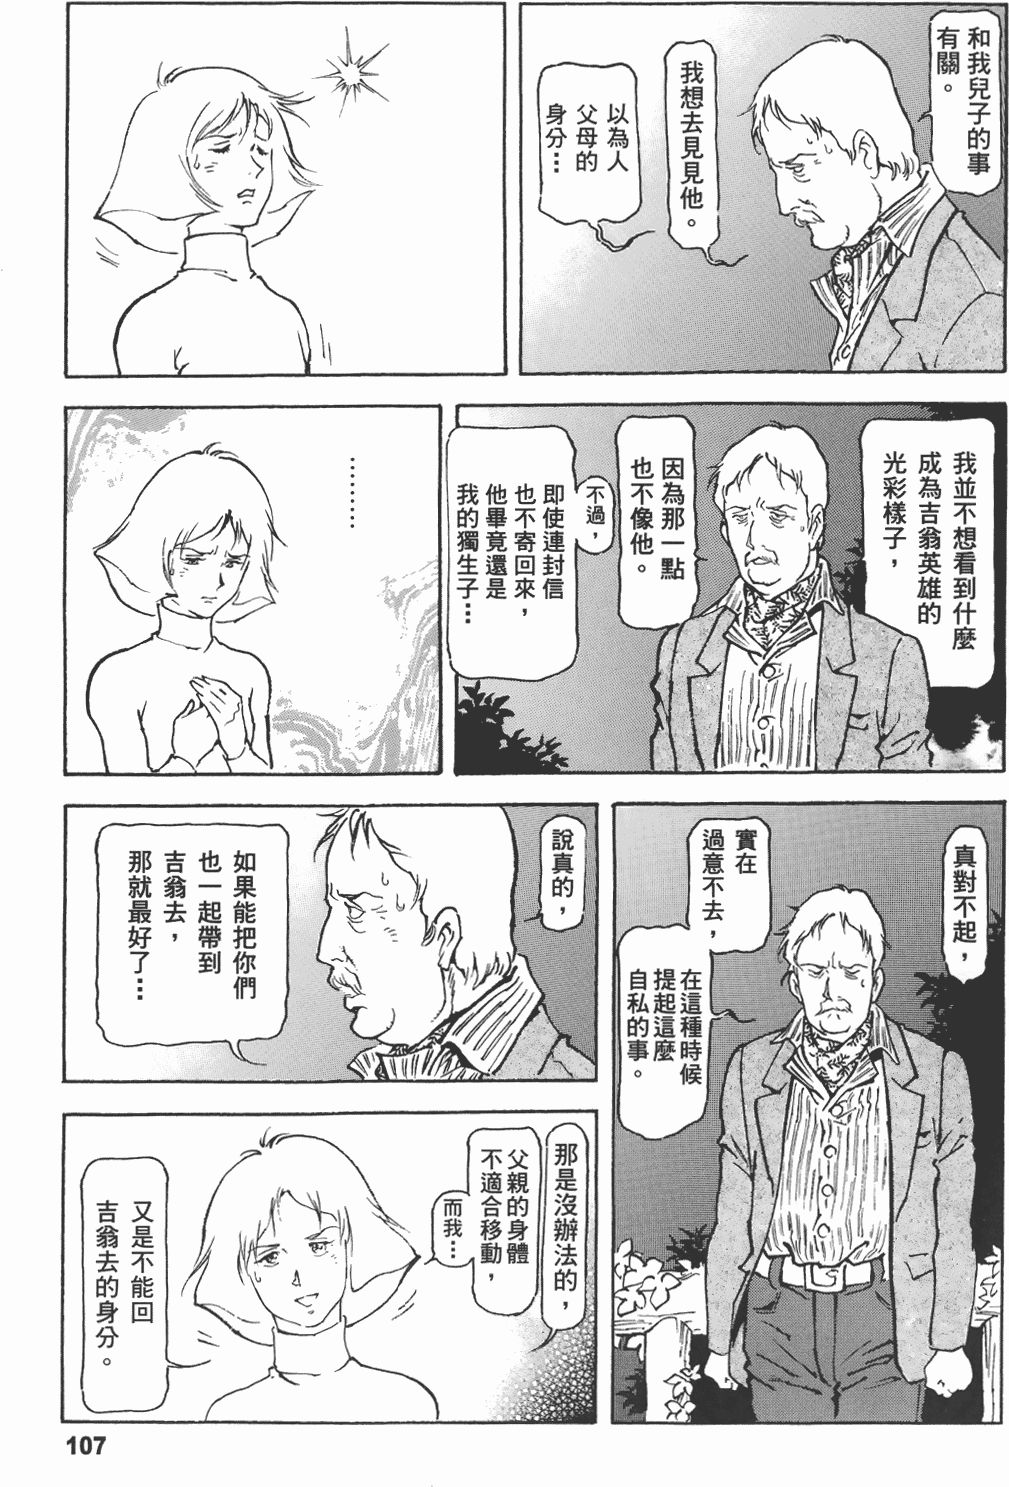 和我兒子的事
有關。
我想去見見他。
以為人
父母的
身分…
我並不想看到什麼
成為吉翁英雄的
光彩樣子，
因為那一點
也不像他。
不過，
即使連封信
也不寄回來，
他畢竟還是
我的獨生子…
………
真對不起，
實在
過意不去，
在這種時候
提起這麼
自私的事。
說真的，
如果能把你們
也一起帶到
吉翁去，
那就最好了…
那是沒辦法的，
父親的身體
不適合移動，
而我…
又是不能回
吉翁去的身分。
107